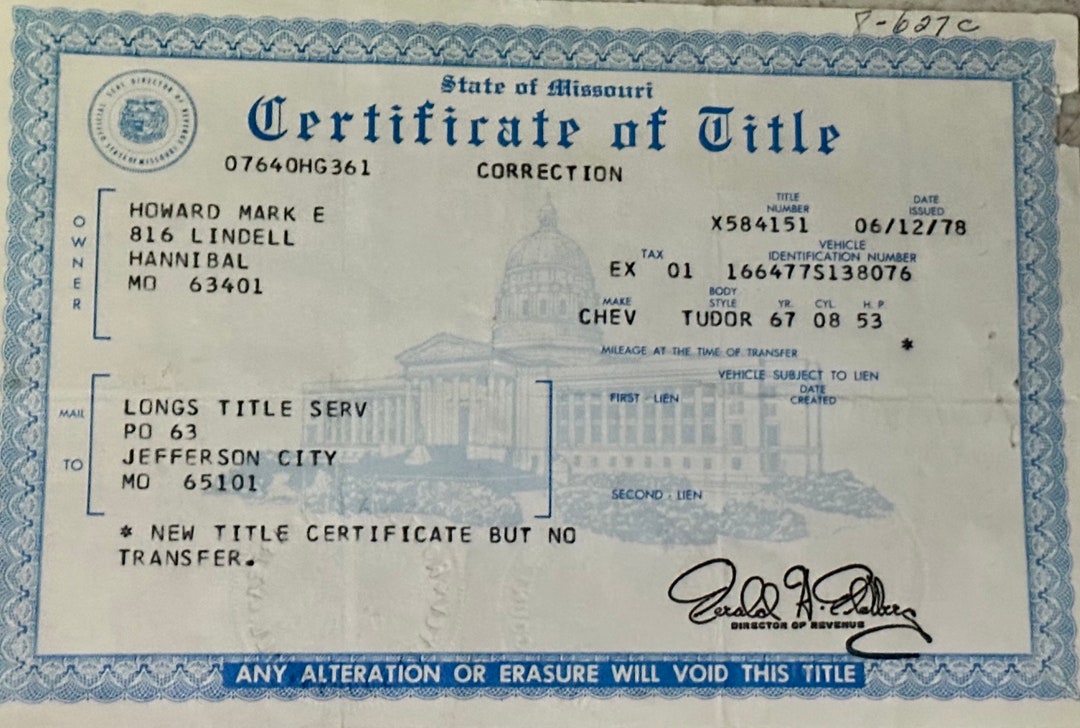 P-627C
State of Missouri
Certificate of Title
07640HG361 CORRECTION
OWNER
HOWARD MARK E
816 LINDELL
HANNIBAL
MO 63401
TITLE NUMBER
X584151
DATE ISSUED
06/12/78
TAX
EX 01
VEHICLE IDENTIFICATION NUMBER
166477S138076
MAKE
CHEV
BODY STYLE
TUDOR
YR.
67
CYL.
08
H. P.
53
*
MILEAGE AT THE TIME OF TRANSFER
VEHICLE SUBJECT TO LIEN
FIRST - LIEN
DATE CREATED
SECOND - LIEN
MAIL TO
LONGS TITLE SERV
PO 63
JEFFERSON CITY
MO 65101
* NEW TITLE CERTIFICATE BUT NO
TRANSFER.
DIRECTOR OF REVENUE
ANY ALTERATION OR ERASURE WILL VOID THIS TITLE